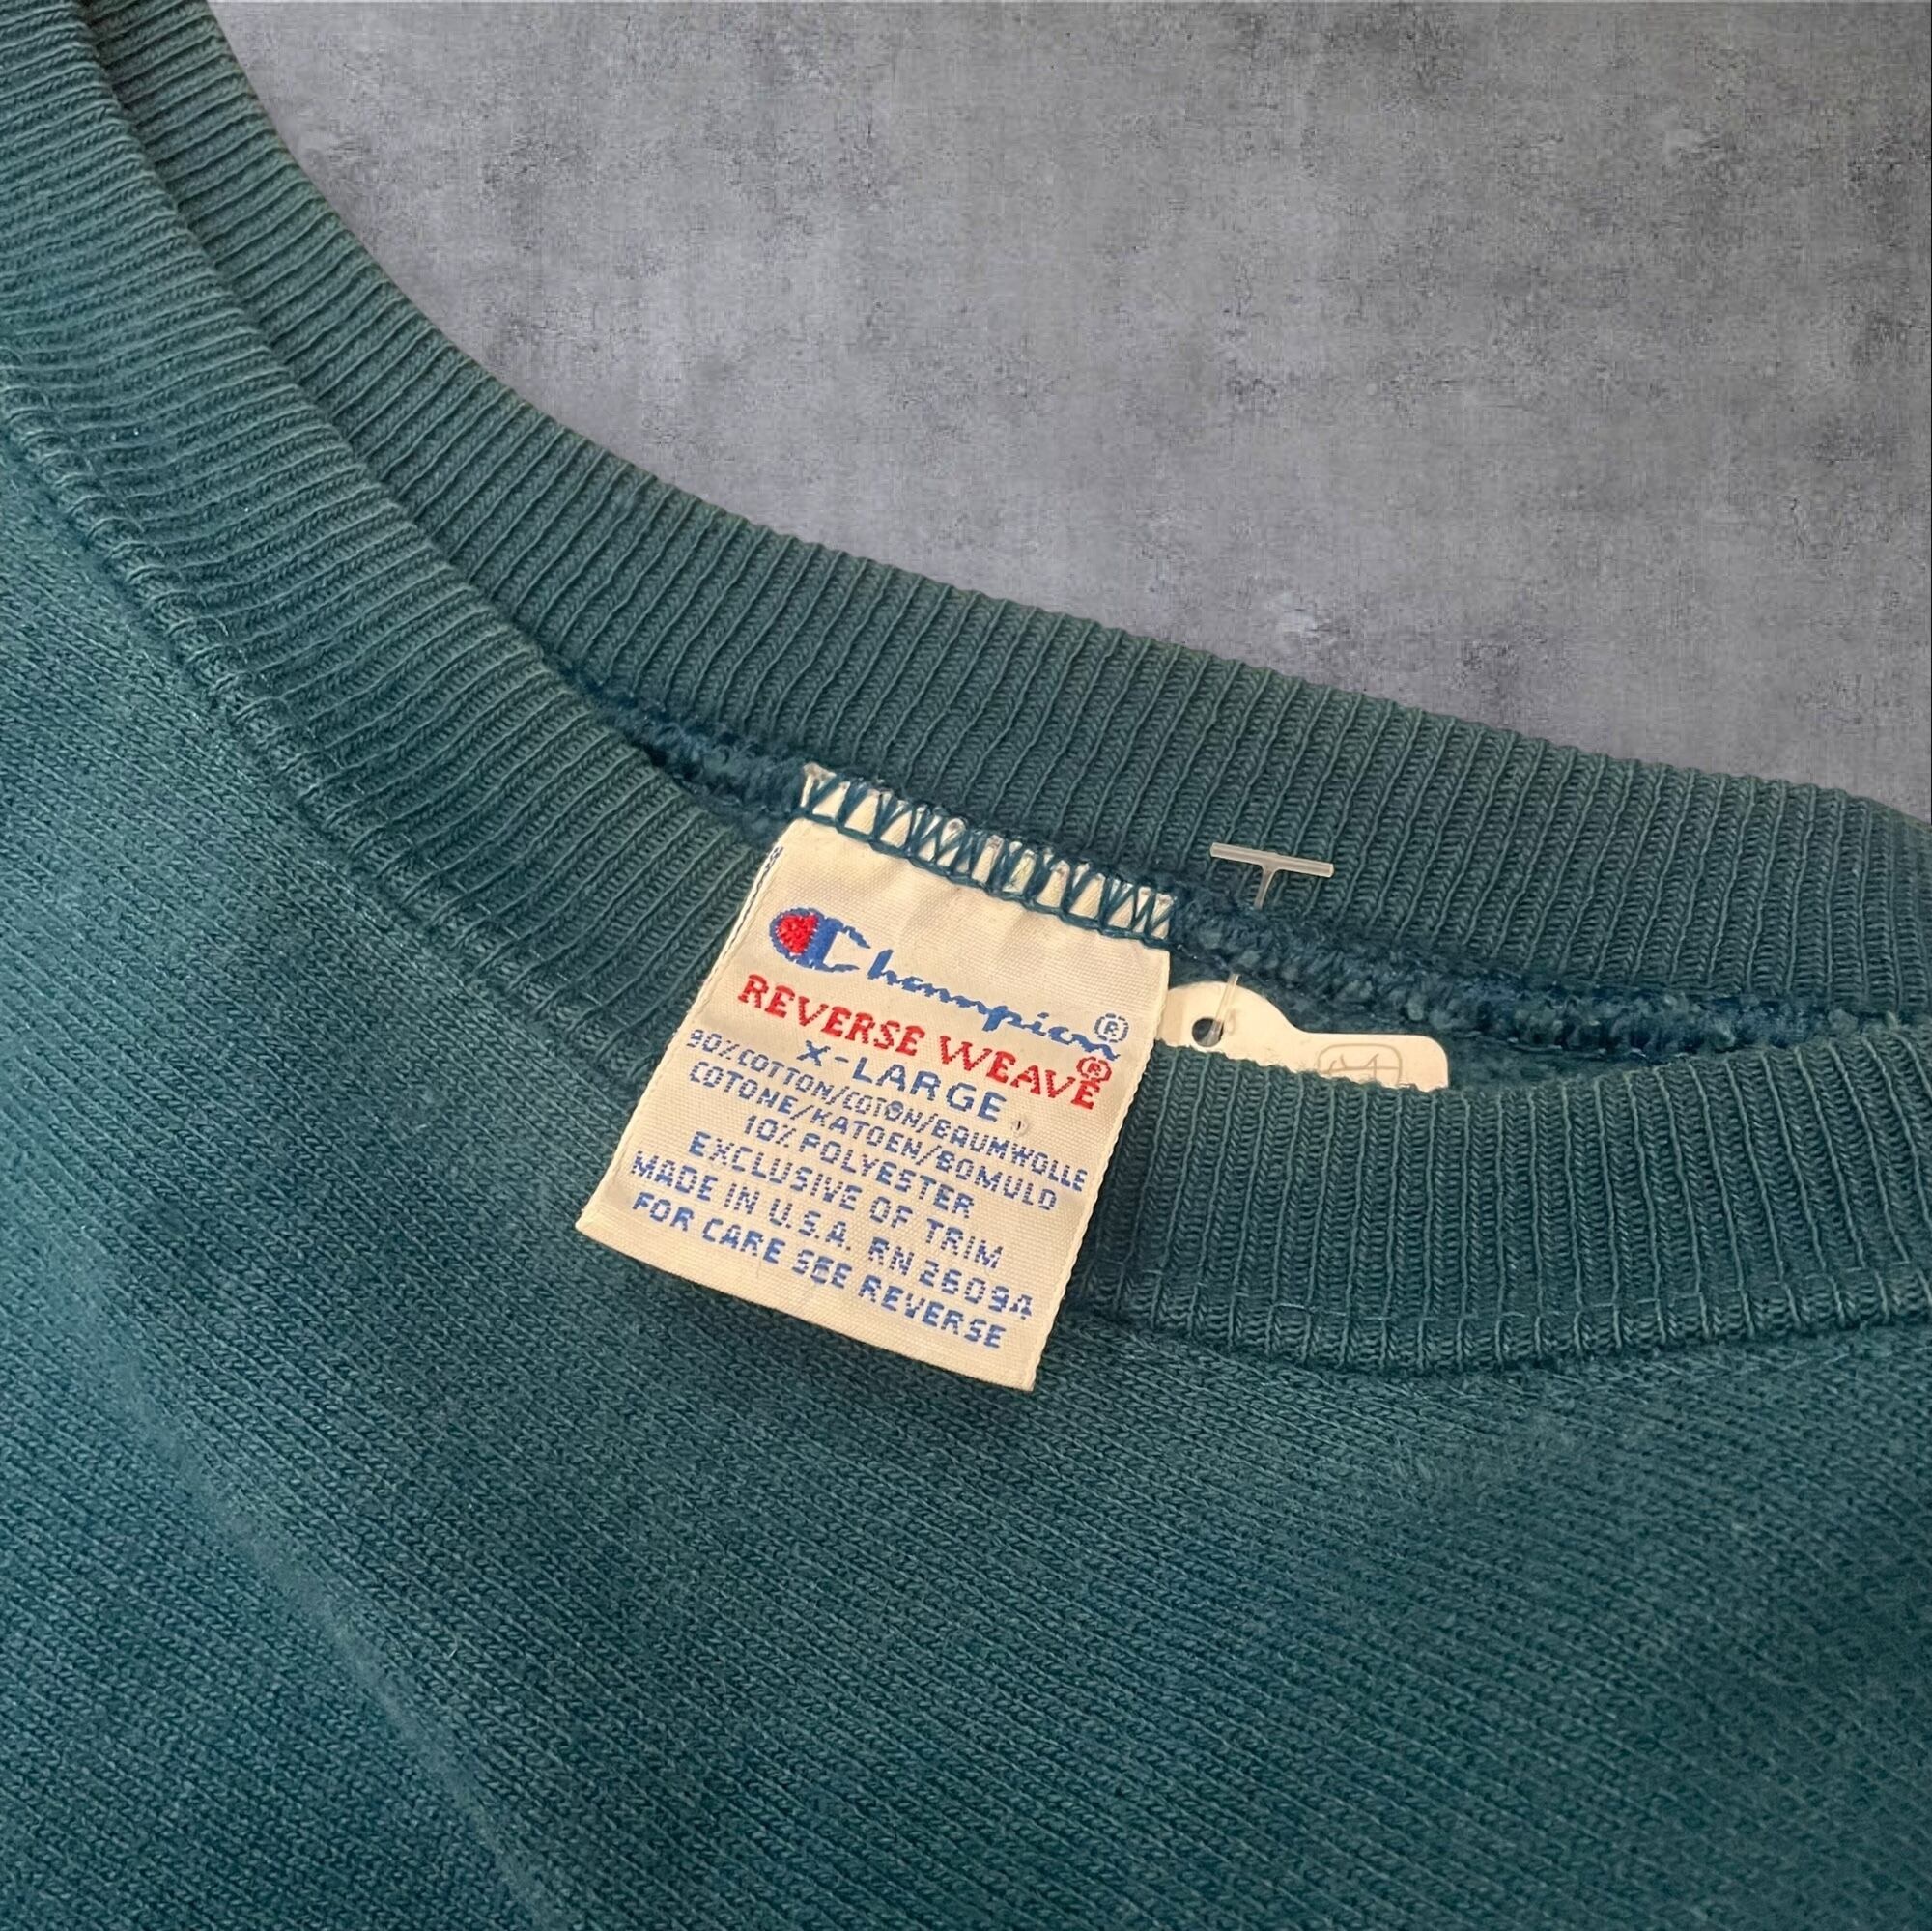 Champion®
REVERSE WEAVE®
X-LARGE
90% COTTON/COTON/BAUMWOLLE
COTONE/KATOEN/BOMULD
10% POLYESTER
EXCLUSIVE OF TRIM
MADE IN U.S.A. RN 26094
FOR CARE SEE REVERSE